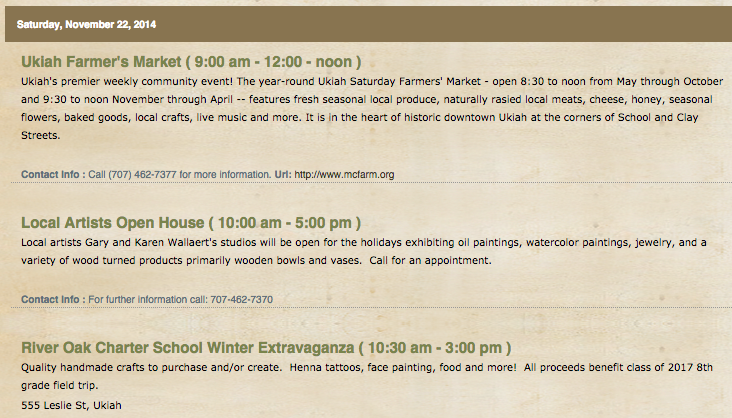 Saturday, November 22, 2014
Ukiah Farmer's Market ( 9:00 am - 12:00 - noon )
Ukiah's premier weekly community event! The year-round Ukiah Saturday Farmers' Market - open 8:30 to noon from May through October
and 9:30 to noon November through April -- features fresh seasonal local produce, naturally rasied local meats, cheese, honey, seasonal
flowers, baked goods, local crafts, live music and more. It is in the heart of historic downtown Ukiah at the corners of School and Clay
Streets.
Contact Info : Call (707) 462-7377 for more information. Url: http://www.mcfarm.org
Local Artists Open House ( 10:00 am - 5:00 pm )
Local artists Gary and Karen Wallaert's studios will be open for the holidays exhibiting oil paintings, watercolor paintings, jewelry, and a
variety of wood turned products primarily wooden bowls and vases.  Call for an appointment.
Contact Info : For further information call: 707-462-7370
River Oak Charter School Winter Extravaganza ( 10:30 am - 3:00 pm )
Quality handmade crafts to purchase and/or create.  Henna tattoos, face painting, food and more!  All proceeds benefit class of 2017 8th
grade field trip.
555 Leslie St, Ukiah